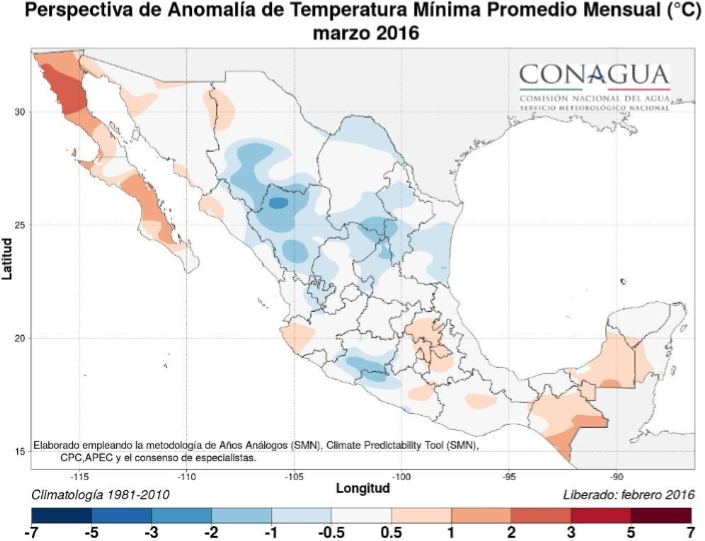 Perspectiva de Anomalía de Temperatura Mínima Promedio Mensual (°C)
marzo 2016
CONAGUA
COMISIÓN NACIONAL DEL AGUA
SERVICIO METEOROLÓGICO NACIONAL
30
25
20
15
Latitud
Elaborado empleando la metodología de Años Análogos (SMN), Climate Predictability Tool (SMN),
CPC,APEC y el consenso de especialistas.
-115 -110 -105 -100 -95 -90
Longitud
Climatología 1981-2010
Liberado: febrero 2016
-7 -5 -3 -2 -1 -0.5 0.5 1 2 3 5 7